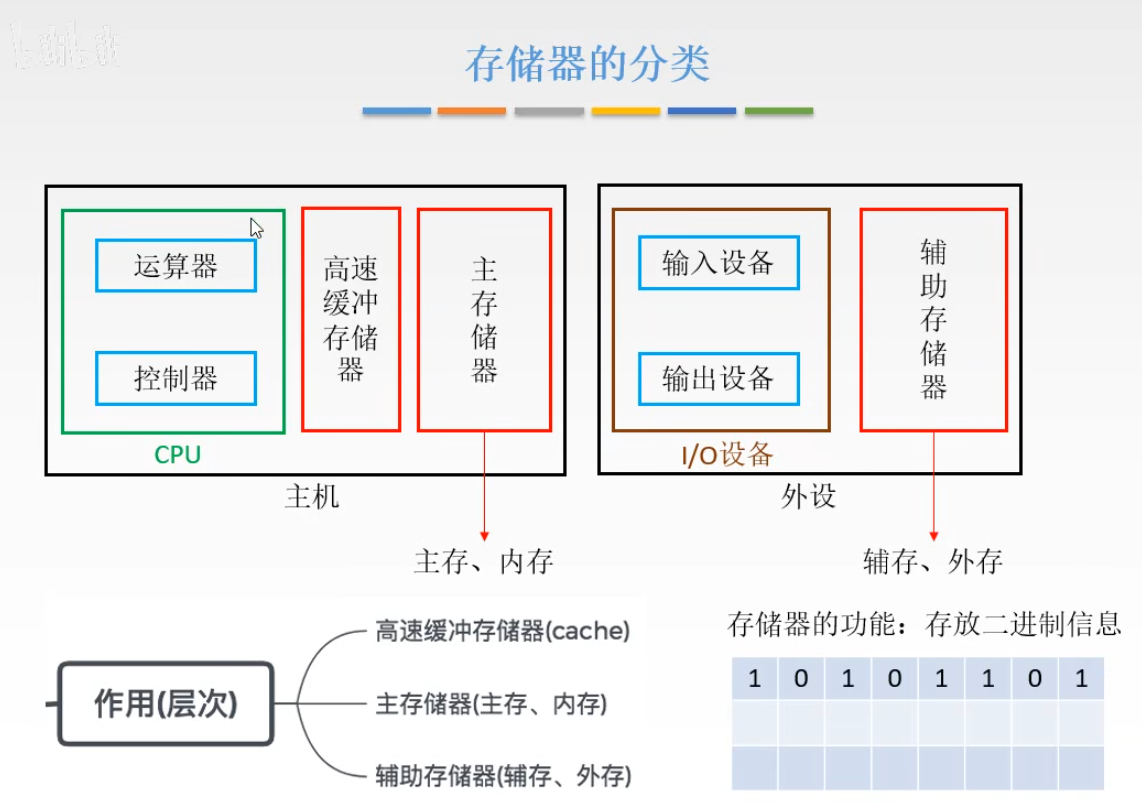 存储器的分类
运算器
控制器
CPU
高速
缓冲
存储
器
主
存
储
器
主机
输入设备
输出设备
I/O设备
辅
助
存
储
器
外设
主存、内存
辅存、外存
作用(层次)
高速缓冲存储器(cache)
主存储器(主存、内存)
辅助存储器(辅存、外存)
存储器的功能：存放二进制信息
1 0 1 0 1 1 0 1